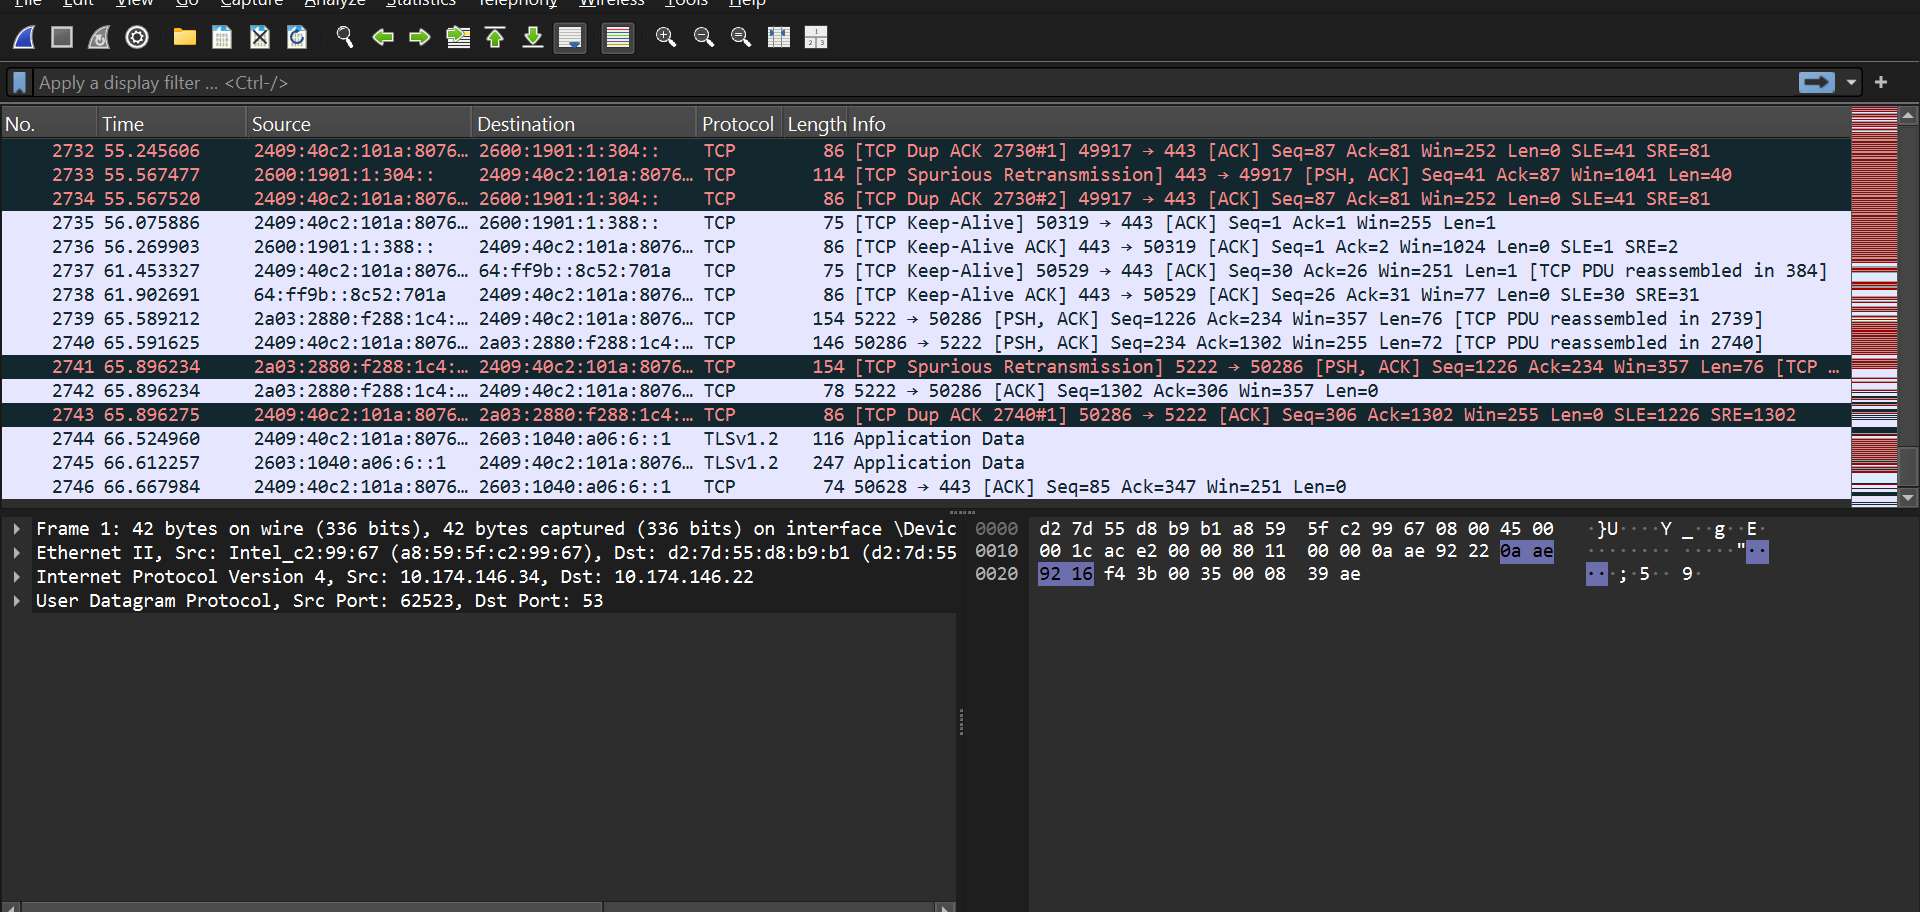 File Edit View Go Capture Analyze Statistics Telephony Wireless Tools Help
Apply a display filter ... <Ctrl-/>
No. Time Source Destination Protocol Length Info
2732 55.245606 2409:40c2:101a:8076… 2600:1901:1:304:: TCP 86 [TCP Dup ACK 2730#1] 49917 → 443 [ACK] Seq=87 Ack=81 Win=252 Len=0 SLE=41 SRE=81
2733 55.567477 2600:1901:1:304:: 2409:40c2:101a:8076… TCP 114 [TCP Spurious Retransmission] 443 → 49917 [PSH, ACK] Seq=41 Ack=87 Win=1041 Len=40
2734 55.567520 2409:40c2:101a:8076… 2600:1901:1:304:: TCP 86 [TCP Dup ACK 2730#2] 49917 → 443 [ACK] Seq=87 Ack=81 Win=252 Len=0 SLE=41 SRE=81
2735 56.075886 2409:40c2:101a:8076… 2600:1901:1:388:: TCP 75 [TCP Keep-Alive] 50319 → 443 [ACK] Seq=1 Ack=1 Win=255 Len=1
2736 56.269903 2600:1901:1:388:: 2409:40c2:101a:8076… TCP 86 [TCP Keep-Alive ACK] 443 → 50319 [ACK] Seq=1 Ack=2 Win=1024 Len=0 SLE=1 SRE=2
2737 61.453327 2409:40c2:101a:8076… 64:ff9b::8c52:701a TCP 75 [TCP Keep-Alive] 50529 → 443 [ACK] Seq=30 Ack=26 Win=251 Len=1 [TCP PDU reassembled in 384]
2738 61.902691 64:ff9b::8c52:701a 2409:40c2:101a:8076… TCP 86 [TCP Keep-Alive ACK] 443 → 50529 [ACK] Seq=26 Ack=31 Win=77 Len=0 SLE=30 SRE=31
2739 65.589212 2a03:2880:f288:1c4:… 2409:40c2:101a:8076… TCP 154 5222 → 50286 [PSH, ACK] Seq=1226 Ack=234 Win=357 Len=76 [TCP PDU reassembled in 2739]
2740 65.591625 2409:40c2:101a:8076… 2a03:2880:f288:1c4:… TCP 146 50286 → 5222 [PSH, ACK] Seq=234 Ack=1302 Win=255 Len=72 [TCP PDU reassembled in 2740]
2741 65.896234 2a03:2880:f288:1c4:… 2409:40c2:101a:8076… TCP 154 [TCP Spurious Retransmission] 5222 → 50286 [PSH, ACK] Seq=1226 Ack=234 Win=357 Len=76 [TCP …
2742 65.896234 2a03:2880:f288:1c4:… 2409:40c2:101a:8076… TCP 78 5222 → 50286 [ACK] Seq=1302 Ack=306 Win=357 Len=0
2743 65.896275 2409:40c2:101a:8076… 2a03:2880:f288:1c4:… TCP 86 [TCP Dup ACK 2740#1] 50286 → 5222 [ACK] Seq=306 Ack=1302 Win=255 Len=0 SLE=1226 SRE=1302
2744 66.524960 2409:40c2:101a:8076… 2603:1040:a06:6::1 TLSv1.2 116 Application Data
2745 66.612257 2603:1040:a06:6::1 2409:40c2:101a:8076… TLSv1.2 247 Application Data
2746 66.667984 2409:40c2:101a:8076… 2603:1040:a06:6::1 TCP 74 50628 → 443 [ACK] Seq=85 Ack=347 Win=251 Len=0
Frame 1: 42 bytes on wire (336 bits), 42 bytes captured (336 bits) on interface \Devic
Ethernet II, Src: Intel_c2:99:67 (a8:59:5f:c2:99:67), Dst: d2:7d:55:d8:b9:b1 (d2:7d:55
Internet Protocol Version 4, Src: 10.174.146.34, Dst: 10.174.146.22
User Datagram Protocol, Src Port: 62523, Dst Port: 53
0000 d2 7d 55 d8 b9 b1 a8 59 5f c2 99 67 08 00 45 00 ·}U····Y _··g··E·
0010 00 1c ac e2 00 00 80 11 00 00 0a ae 92 22 0a ae ········ ·····"··
0020 92 16 f4 3b 00 35 00 08 39 ae ···;·5·· 9·